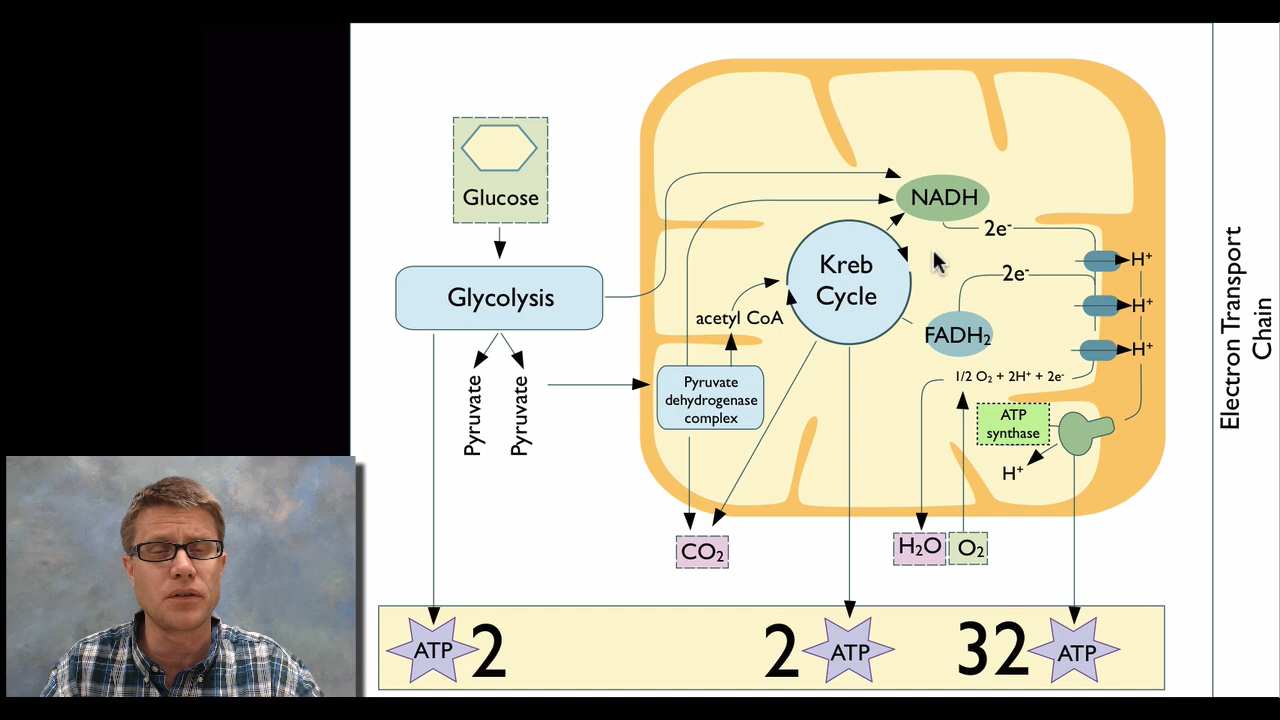 Glucose
Glycolysis
Pyruvate
Pyruvate
NADH
2e-
Kreb
Cycle
2e-
acetyl CoA
FADH₂
Pyruvate
dehydrogenase
complex
1/2 O₂ + 2H⁺ + 2e-
H⁺
H⁺
H⁺
ATP
synthase
H⁺
CO₂
H₂O
O₂
ATP 2
2 ATP
32 ATP
Electron Transport
Chain